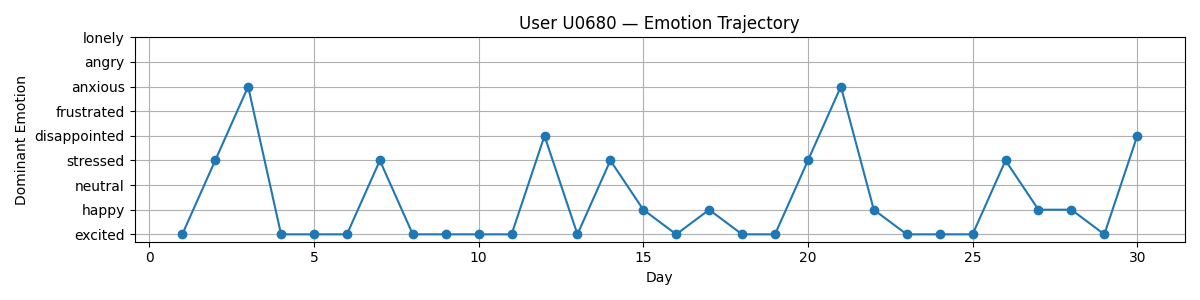 User U0680 — Emotion Trajectory
Dominant Emotion
lonely
angry
anxious
frustrated
disappointed
stressed
neutral
happy
excited
0 5 10 15 20 25 30
Day